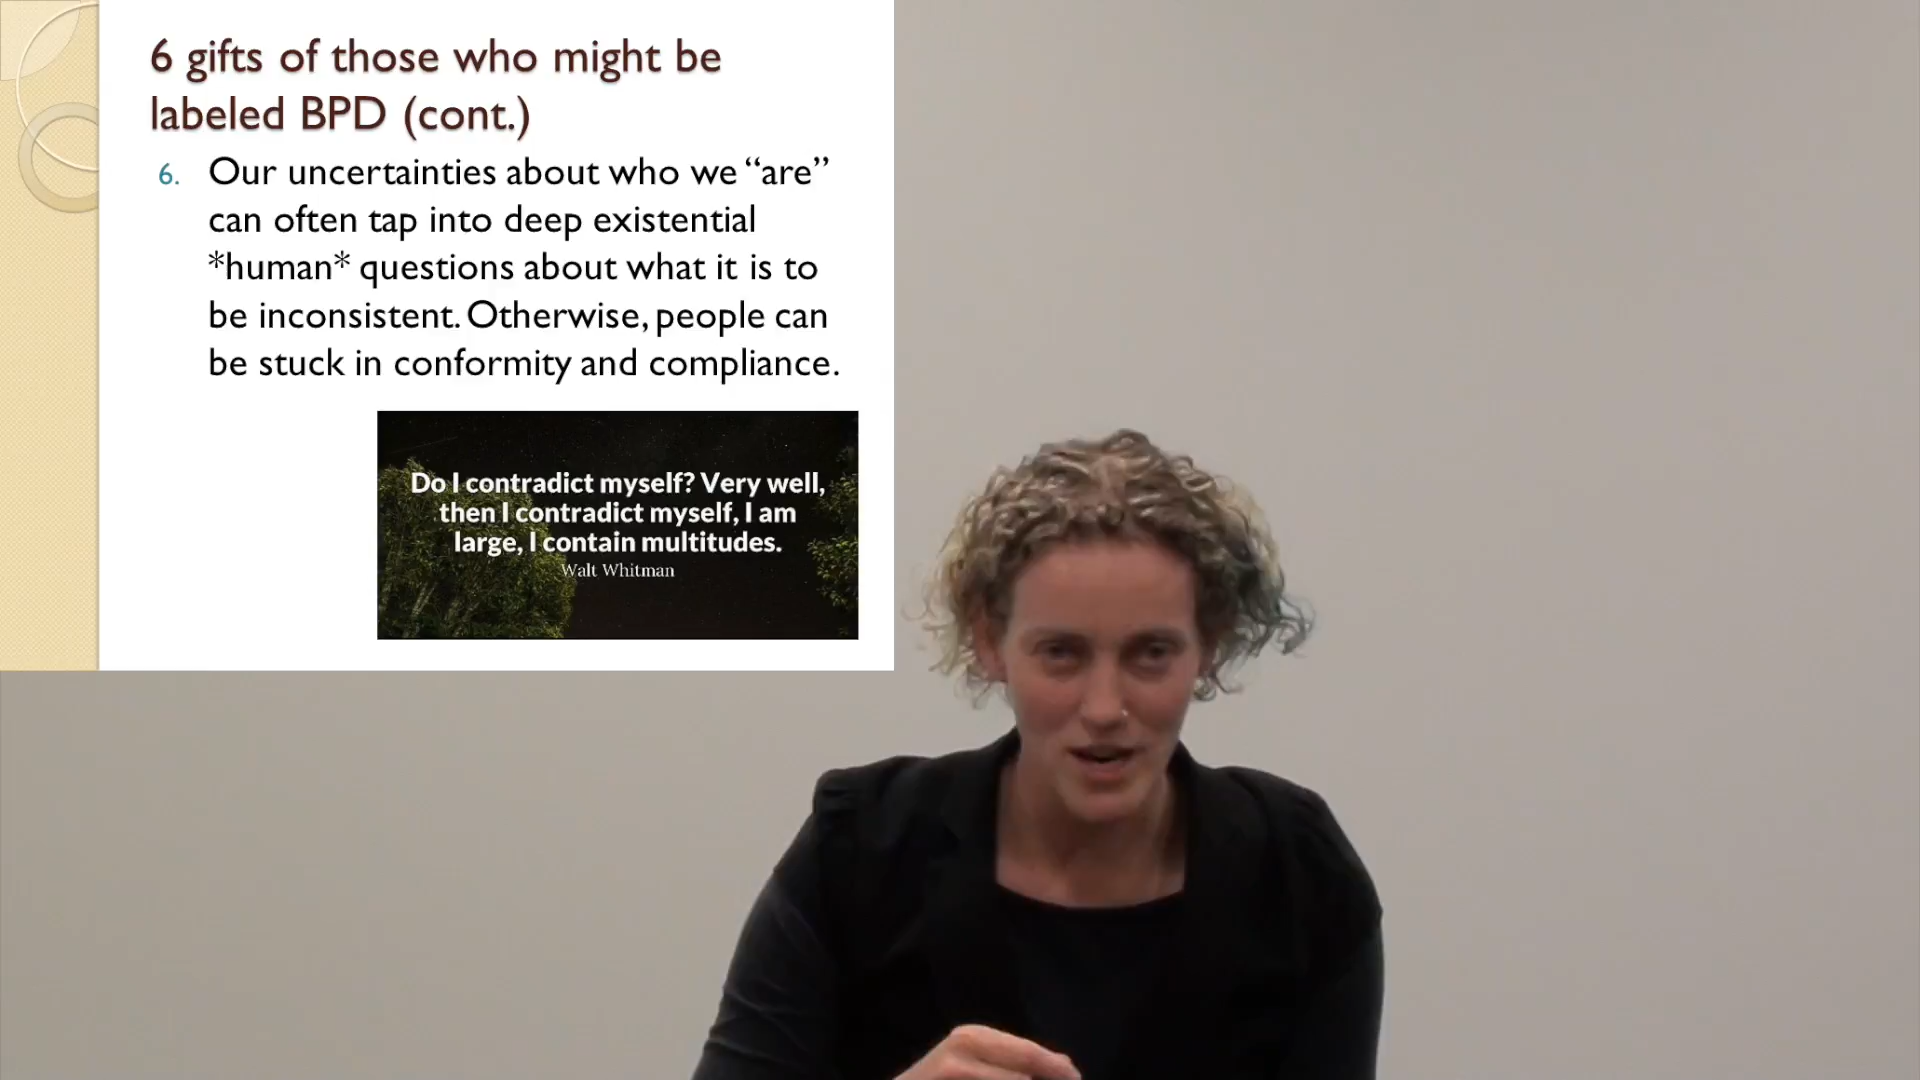 6 gifts of those who might be
labeled BPD (cont.)
6. Our uncertainties about who we “are”
can often tap into deep existential
*human* questions about what it is to
be inconsistent. Otherwise, people can
be stuck in conformity and compliance.
Do I contradict myself? Very well,
then I contradict myself, I am
large, I contain multitudes.
Walt Whitman